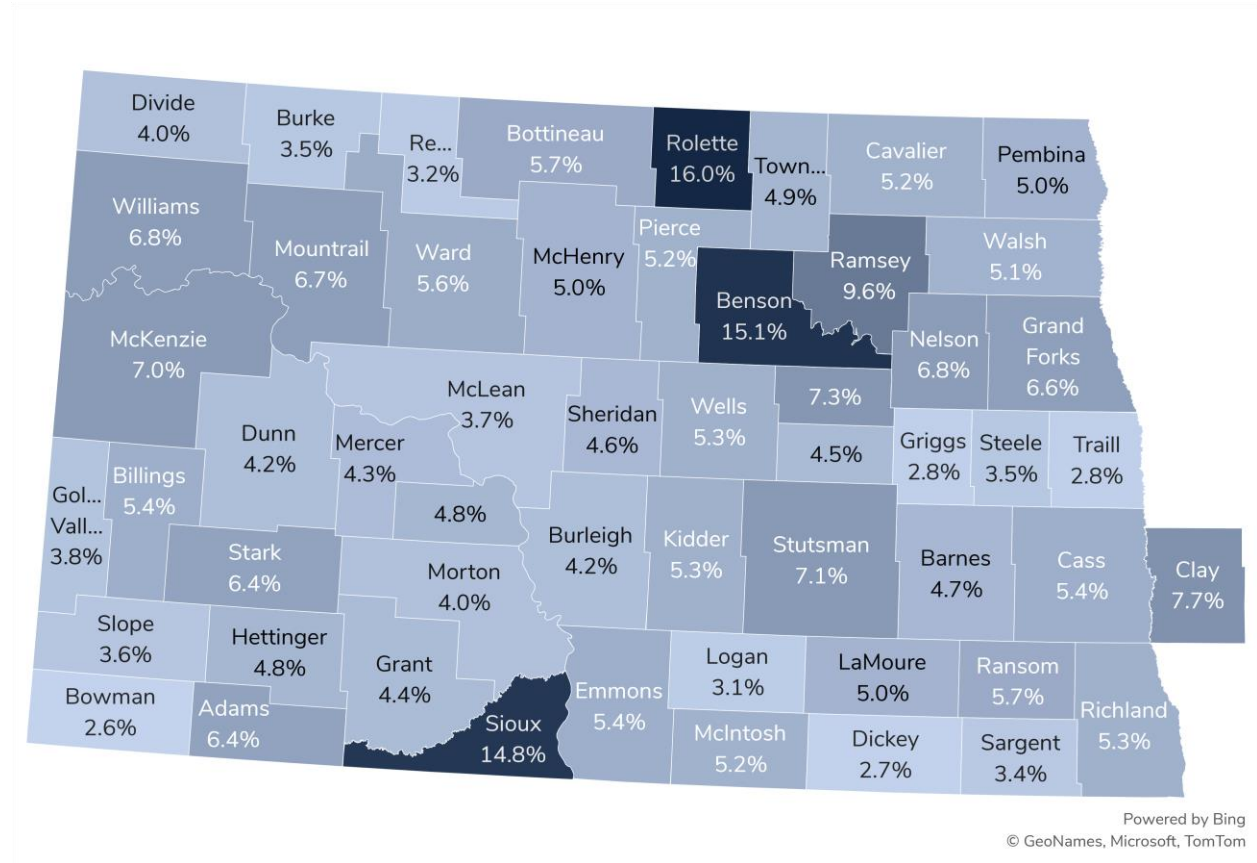 Divide
4.0%
Burke
3.5%
Re...
3.2%
Bottineau
5.7%
Rolette
16.0%
Town...
4.9%
Cavalier
5.2%
Pembina
5.0%
Williams
6.8%
Mountrail
6.7%
Ward
5.6%
McHenry
5.0%
Pierce
5.2%
Benson
15.1%
Ramsey
9.6%
Walsh
5.1%
McKenzie
7.0%
Nelson
6.8%
Grand
Forks
6.6%
Dunn
4.2%
Mercer
4.3%
McLean
3.7%
Sheridan
4.6%
Wells
5.3%
7.3%
4.5%
Griggs
2.8%
Steele
3.5%
Traill
2.8%
Gol...
Vall...
3.8%
Billings
5.4%
Stark
6.4%
4.8%
Morton
4.0%
Burleigh
4.2%
Kidder
5.3%
Stutsman
7.1%
Barnes
4.7%
Cass
5.4%
Clay
7.7%
Slope
3.6%
Hettinger
4.8%
Grant
4.4%
Bowman
2.6%
Adams
6.4%
Sioux
14.8%
Emmons
5.4%
Logan
3.1%
McIntosh
5.2%
LaMoure
5.0%
Dickey
2.7%
Ransom
5.7%
Sargent
3.4%
Richland
5.3%
Powered by Bing
© GeoNames, Microsoft, TomTom